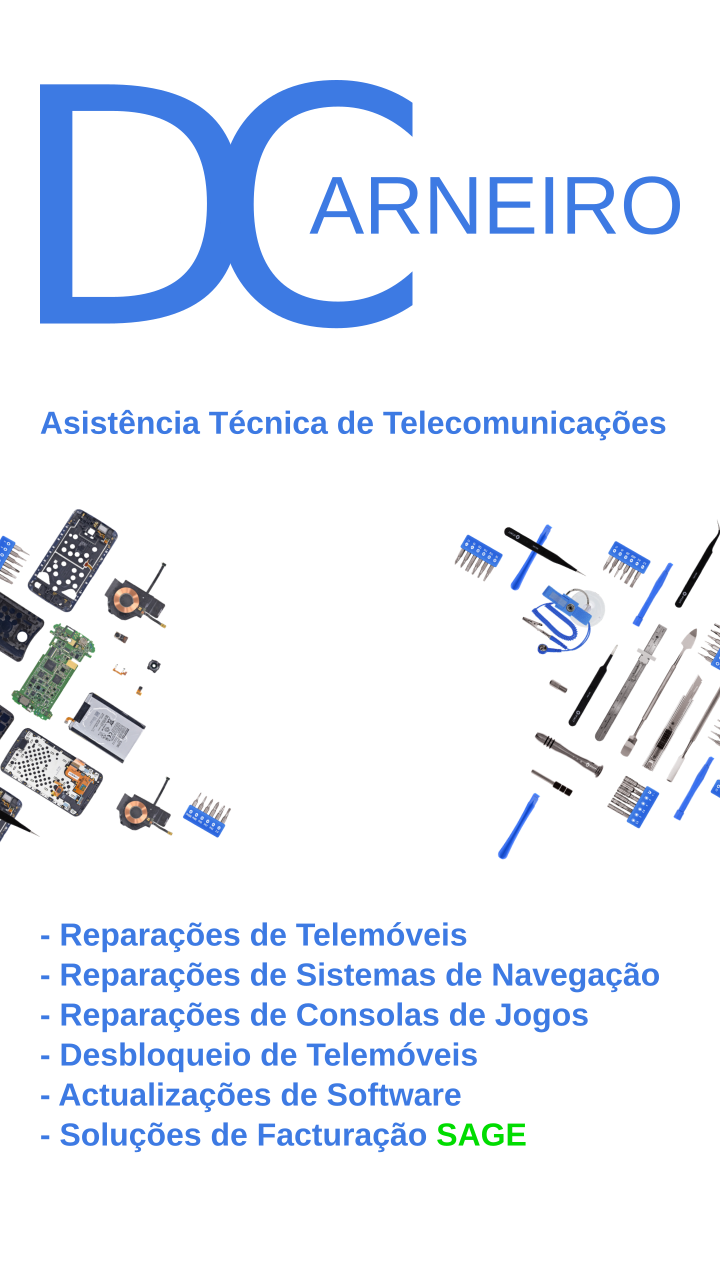 DCARNEIRO
Asistência Técnica de Telecomunicações
- Reparações de Telemóveis
- Reparações de Sistemas de Navegação
- Reparações de Consolas de Jogos
- Desbloqueio de Telemóveis
- Actualizações de Software
- Soluções de Facturação SAGE